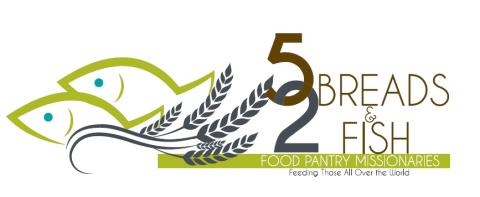 5 BREADS
&
2 FISH
FOOD PANTRY MISSIONARIES
Feeding Those All Over the World